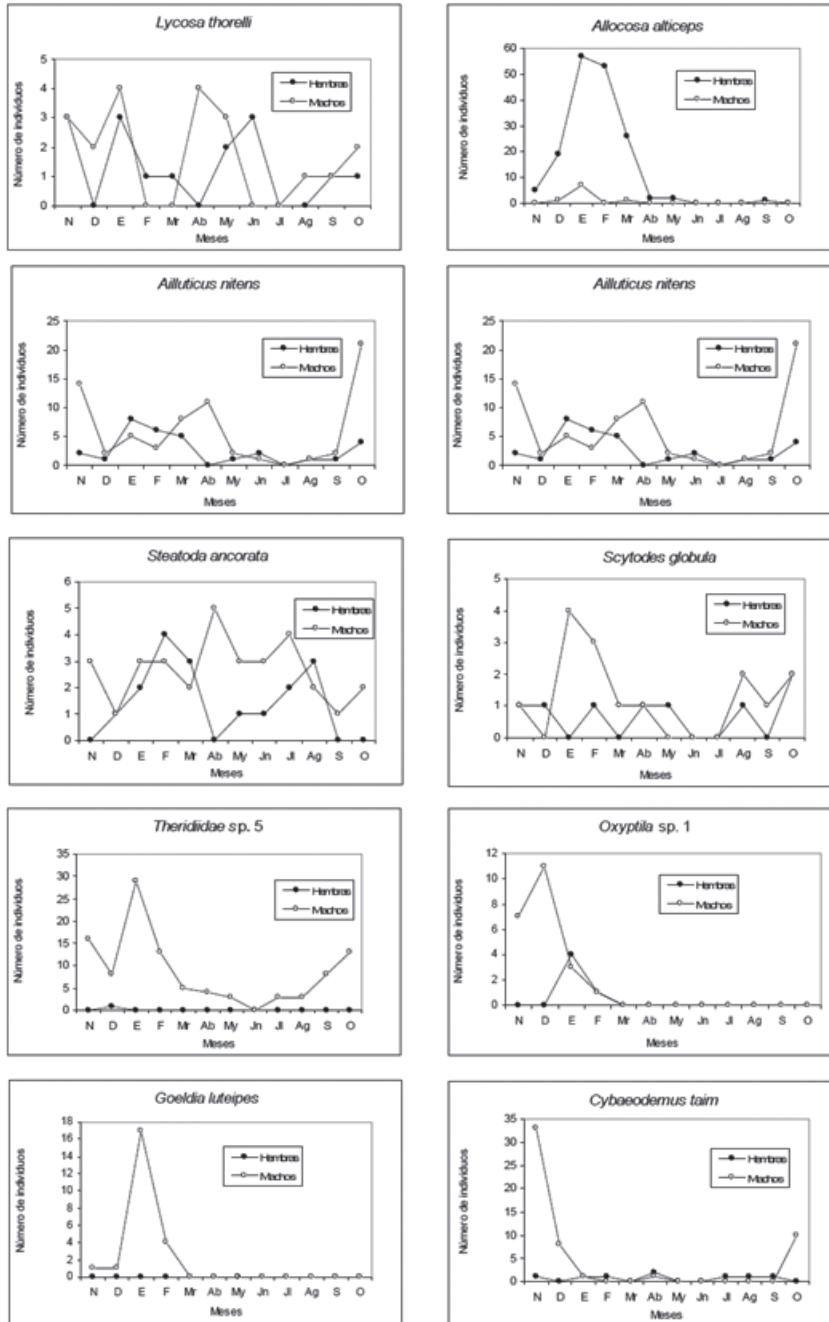 Lycosa thorelli
Número de individuos
5
4
3
2
1
0
Hembras
Machos
N D E F Mr Ab My Jn Jl Ag S O
Meses
Allocosa alticeps
Número de individuos
60
50
40
30
20
10
0
Hembras
Machos
N D E F Mr Ab My Jn Jl Ag S O
Meses
Ailluticus nitens
Número de individuos
25
20
15
10
5
0
Hembras
Machos
N D E F Mr Ab My Jn Jl Ag S O
Meses
Ailluticus nitens
Número de individuos
25
20
15
10
5
0
Hembras
Machos
N D E F Mr Ab My Jn Jl Ag S O
Meses
Steatoda ancorata
Número de individuos
6
5
4
3
2
1
0
Hembras
Machos
N D E F Mr Ab My Jn Jl Ag S O
Meses
Scytodes globula
Número de individuos
5
4
3
2
1
0
Hembras
Machos
N D E F Mr Ab My Jn Jl Ag S O
Meses
Theridiidae sp. 5
Número de individuos
35
30
25
20
15
10
5
0
Hembras
Machos
N D E F Mr Ab My Jn Jl Ag S O
Meses
Oxyptila sp. 1
Número de individuos
12
10
8
6
4
2
0
Hembras
Machos
N D E F Mr Ab My Jn Jl Ag S O
Meses
Goeldia luteipes
Número de individuos
18
16
14
12
10
8
6
4
2
0
Hembras
Machos
N D E F Mr Ab My Jn Jl Ag S O
Meses
Cybaeodemus taim
Número de individuos
35
30
25
20
15
10
5
0
Hembras
Machos
N D E F Mr Ab My Jn Jl Ag S O
Meses